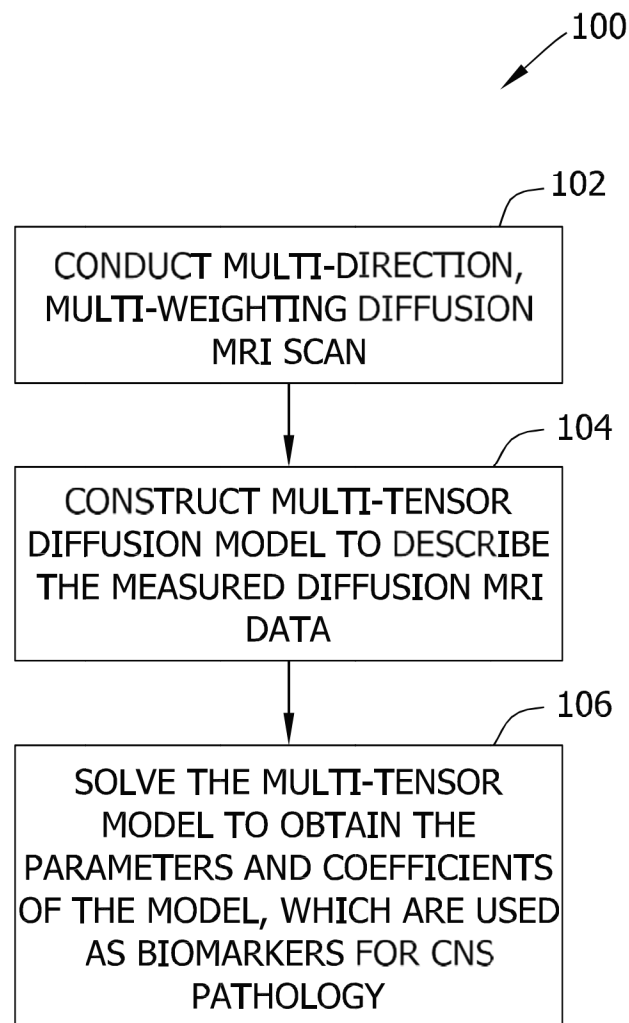 100
102
CONDUCT MULTI-DIRECTION,
MULTI-WEIGHTING DIFFUSION
MRI SCAN
104
CONSTRUCT MULTI-TENSOR
DIFFUSION MODEL TO DESCRIBE
THE MEASURED DIFFUSION MRI
DATA
106
SOLVE THE MULTI-TENSOR
MODEL TO OBTAIN THE
PARAMETERS AND COEFFICIENTS
OF THE MODEL, WHICH ARE USED
AS BIOMARKERS FOR CNS
PATHOLOGY